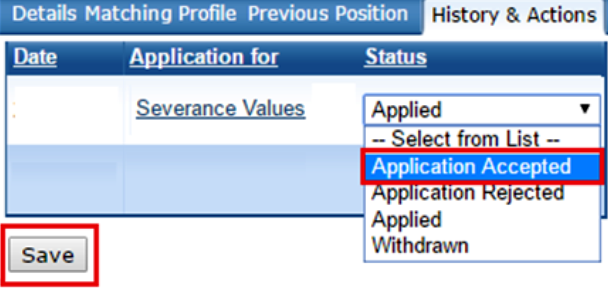 Details Matching Profile Previous Position History & Actions
Date Application for Status
Severance Values Applied
-- Select from List --
Application Accepted
Application Rejected
Applied
Withdrawn
Save